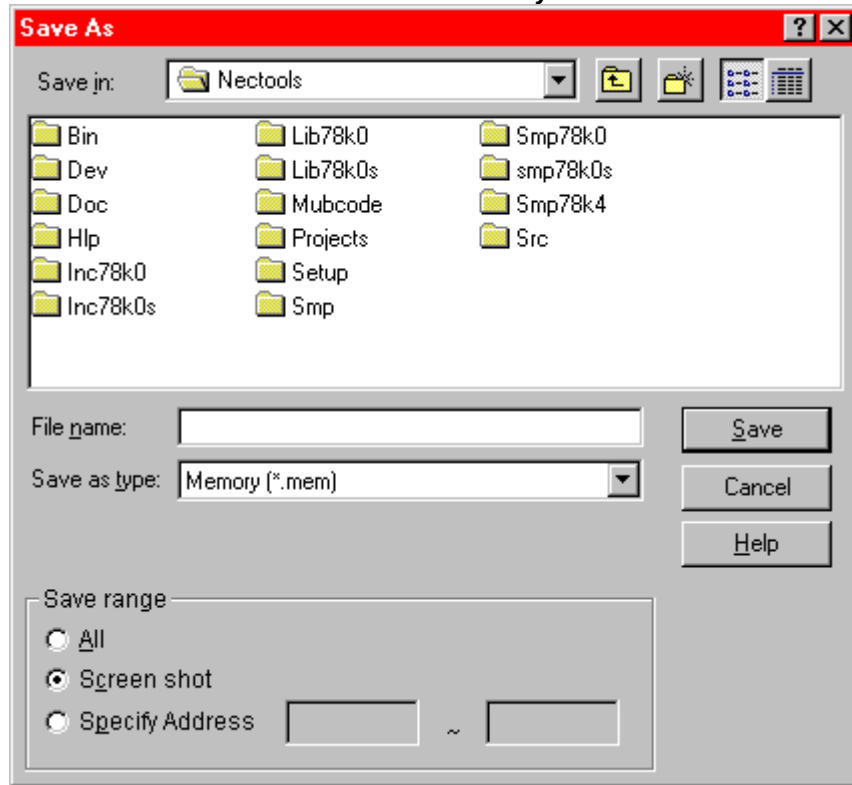 Save As
Save in: Nectools
Bin Lib78k0 Smp78k0
Dev Lib78k0s smp78k0s
Doc Mubcode Smp78k4
Hlp Projects Src
Inc78k0 Setup
Inc78k0s Smp
File name: Save
Save as type: Memory (*.mem) Cancel
Help
Save range
All
Screen shot
Specify Address ~